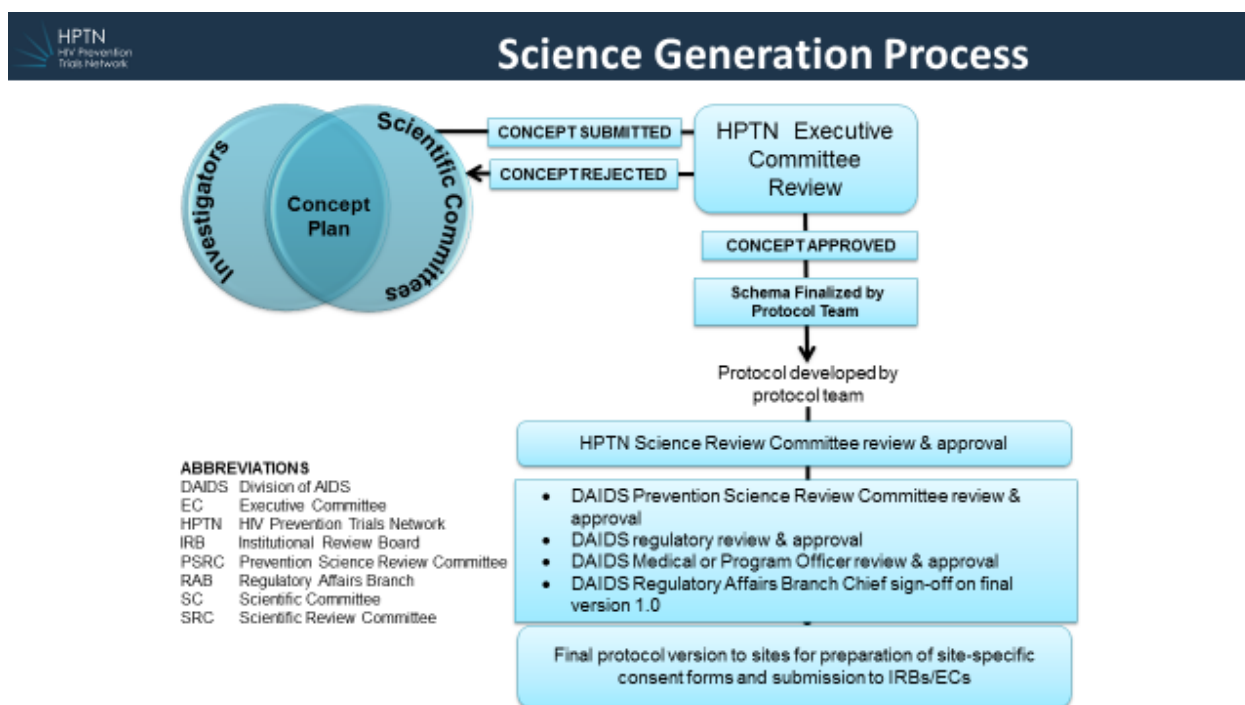 HPTN
HIV Prevention
Trials Network
Science Generation Process
Investigators
Concept
Plan
Scientific Committees
CONCEPT SUBMITTED
CONCEPT REJECTED
HPTN Executive
Committee
Review
CONCEPT APPROVED
Schema Finalized by
Protocol Team
Protocol developed by
protocol team
HPTN Science Review Committee review & approval
ABBREVIATIONS
DAIDS Division of AIDS
EC Executive Committee
HPTN HIV Prevention Trials Network
IRB Institutional Review Board
PSRC Prevention Science Review Committee
RAB Regulatory Affairs Branch
SC Scientific Committee
SRC Scientific Review Committee
• DAIDS Prevention Science Review Committee review &
approval
• DAIDS regulatory review & approval
• DAIDS Medical or Program Officer review & approval
• DAIDS Regulatory Affairs Branch Chief sign-off on final
version 1.0
Final protocol version to sites for preparation of site-specific
consent forms and submission to IRBs/ECs